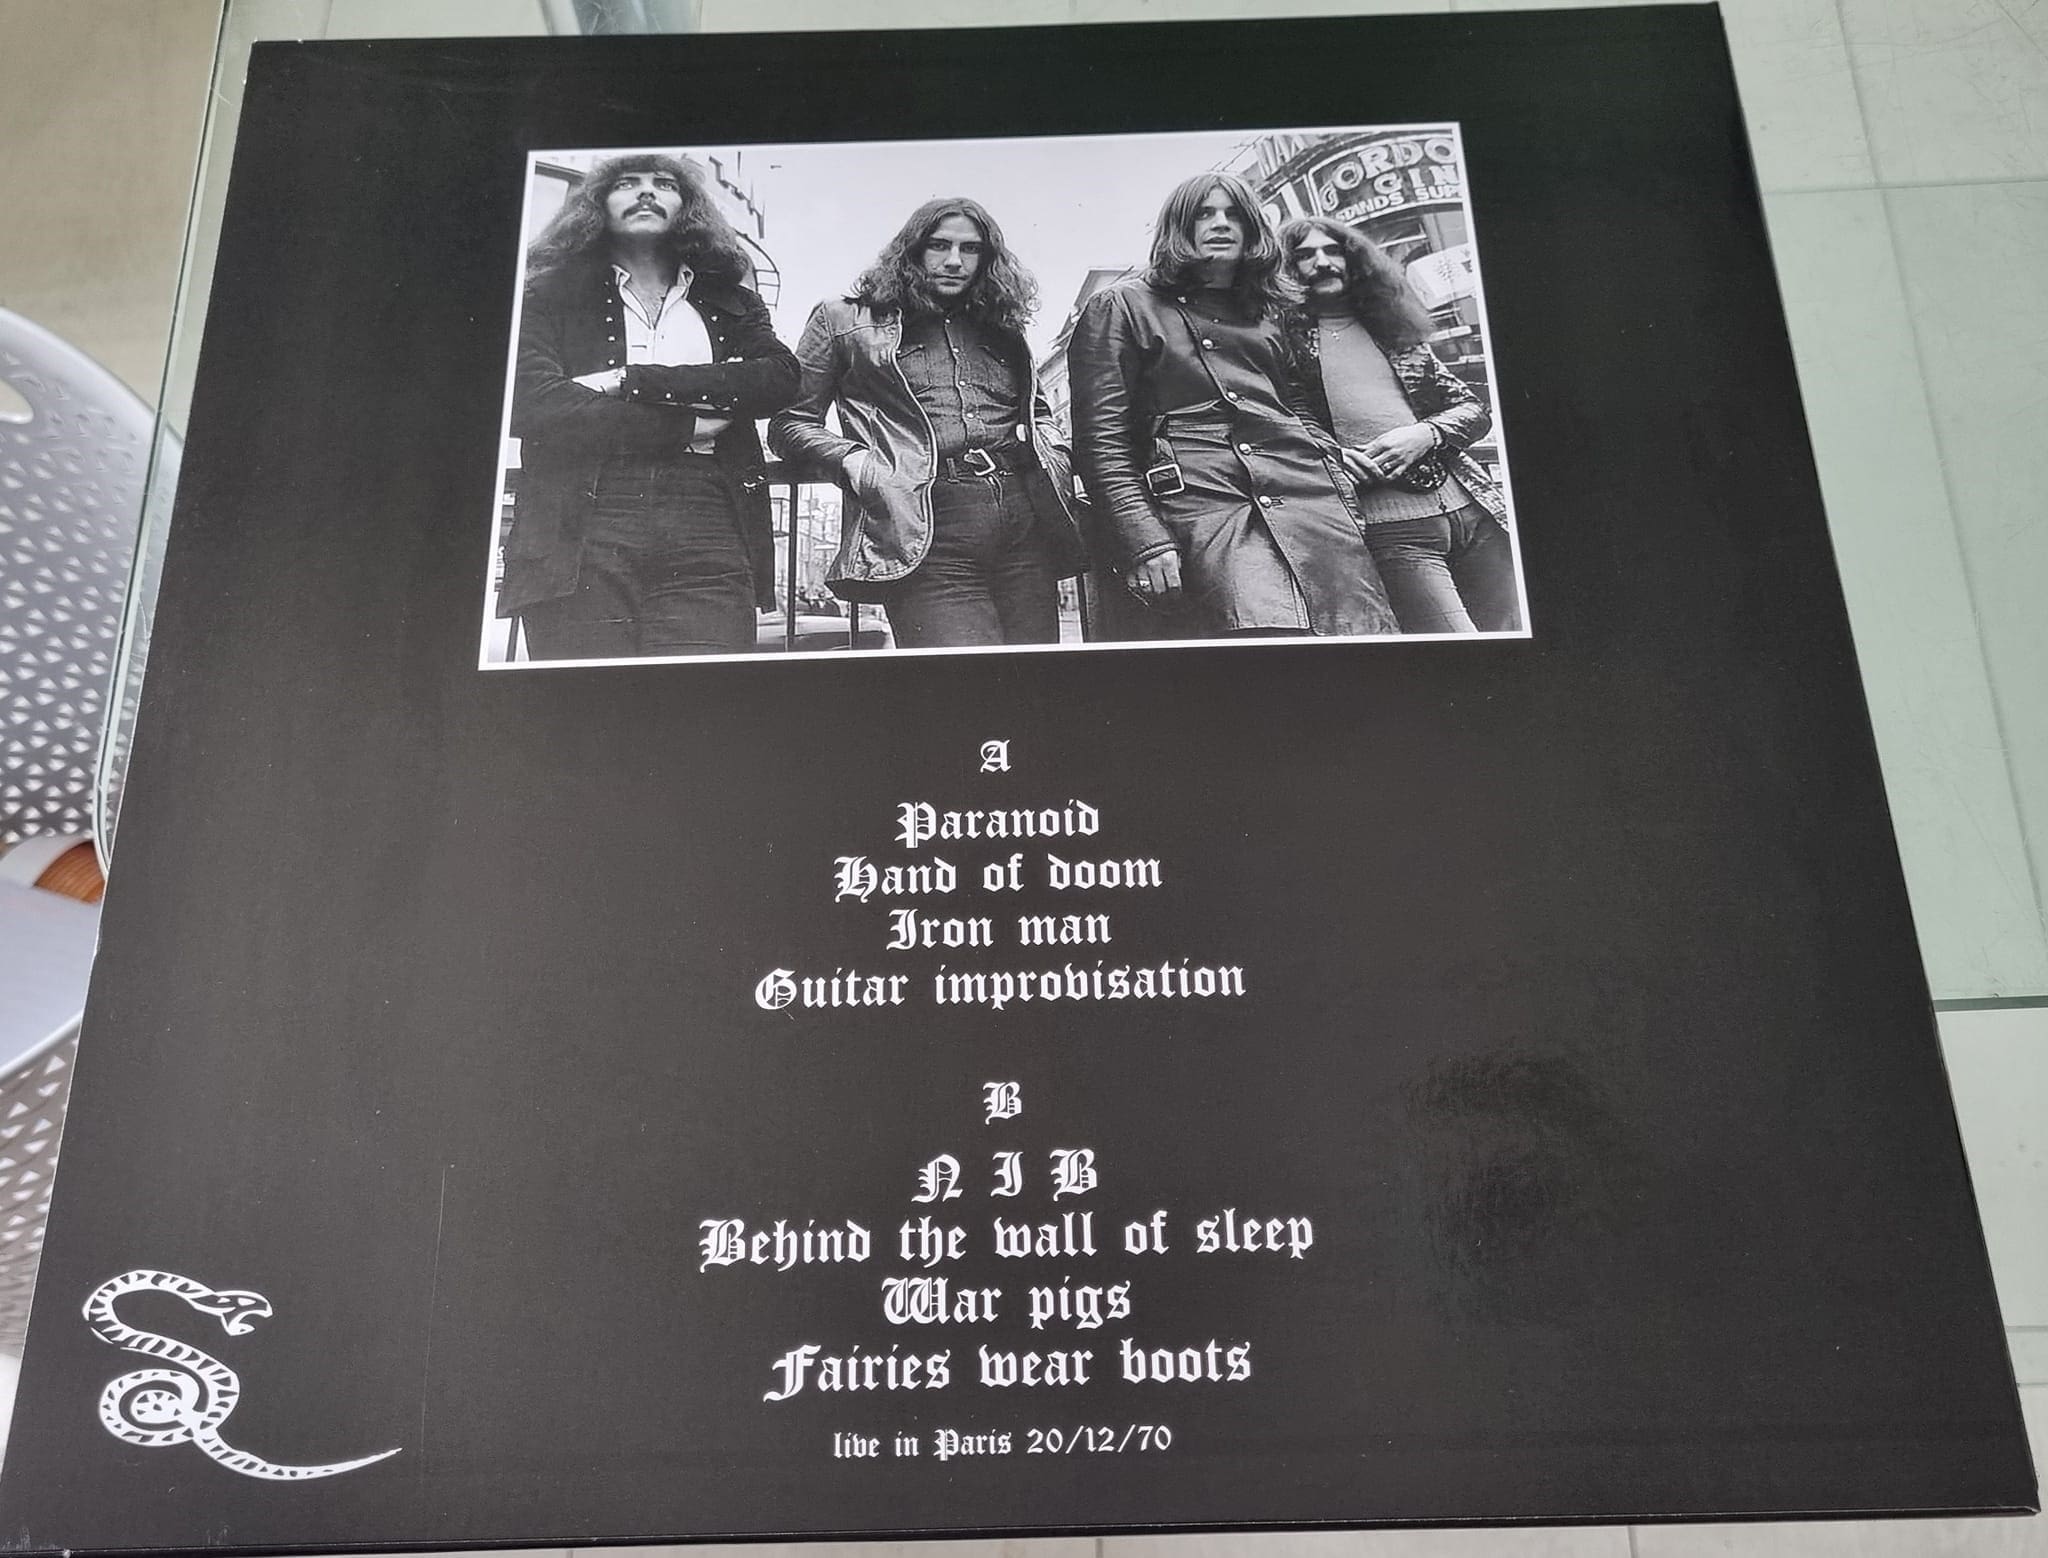 GORDO
GIN
STANDS SUP
A
Paranoid
Hand of doom
Iron man
Guitar improvisation
B
N I B
Behind the wall of sleep
War pigs
Fairies wear boots
live in Paris 20/12/70